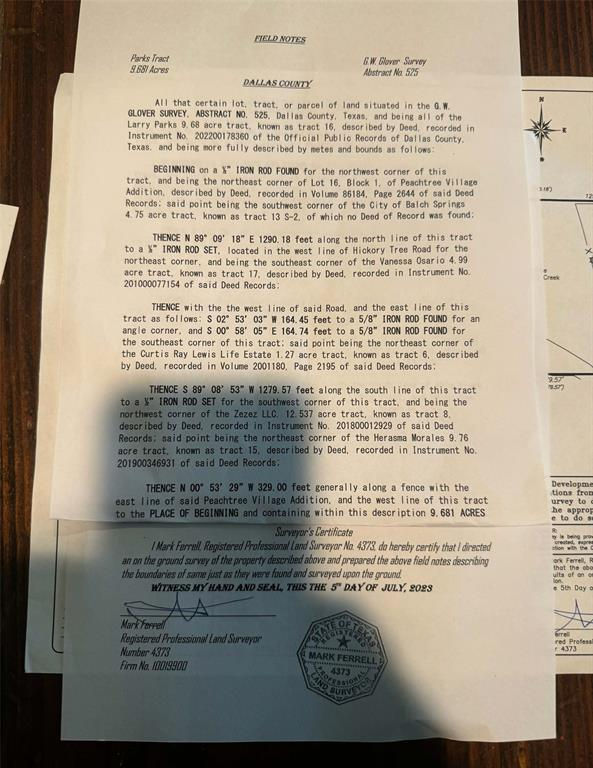 FIELD NOTES
Parks Tract
9.681 Acres
G.W. Glover Survey
Abstract No. 525
DALLAS COUNTY
All that certain lot, tract, or parcel of land situated in the G.W.
GLOVER SURVEY, ABSTRACT NO. 525, Dallas County, Texas, and being all of the
Larry Parks 9.68 acre tract, known as tract 16, described by Deed, recorded in
Instrument No. 202200178360 of the Official Public Records of Dallas County,
Texas, and being more fully described by metes and bounds as follows:
BEGINNING on a ½" IRON ROD FOUND for the northwest corner of this
tract, and being the northeast corner of Lot 16, Block 1, of Peachtree Village
Addition, described by Deed, recorded in Volume 86184, Page 2644 of said Deed
Records; said point being the southwest corner of the City of Balch Springs
4.75 acre tract, known as tract 13 S-2, of which no Deed of Record was found;
THENCE N 89° 09' 18" E 1290.18 feet along the north line of this tract
to a ½" IRON ROD SET, located in the west line of Hickory Tree Road for the
northeast corner, and being the southeast corner of the Vanessa Osario 4.99
acre tract, known as tract 17, described by Deed, recorded in Instrument No.
201000077154 of said Deed Records;
THENCE with the the west line of said Road, and the east line of this
tract as follows: S 02° 53' 03" W 164.45 feet to a 5/8" IRON ROD FOUND for an
angle corner, and S 00° 58' 05" E 164.74 feet to a 5/8" IRON ROD FOUND for
the southeast corner of this tract; said point being the northeast corner of
the Curtis Ray Lewis Life Estate 1.27 acre tract, known as tract 6, described
by Deed, recorded in Volume 2001180, Page 2195 of said Deed Records;
THENCE S 89° 08' 53" W 1279.57 feet along the south line of this tract
to a ½" IRON ROD SET for the southwest corner of this tract, and being the
northwest corner of the Zezez LLC. 12.537 acre tract, known as tract 8,
described by Deed, recorded in Instrument No. 201800012929 of said Deed
Records; said point being the northeast corner of the Herasma Morales 9.76
acre tract, known as tract 15, described by Deed, recorded in Instrument No.
201900346931 of said Deed Records;
THENCE N 00° 53' 29" W 329.00 feet generally along a fence with the
east line of said Peachtree Village Addition, and the west line of this tract
to the PLACE OF BEGINNING and containing within this description 9.681 ACRES
Surveyor's Certificate
I Mark Ferrell, Registered Professional Land Surveyor No. 4373, do hereby certify that I directed
an on the ground survey of the property described above and prepared the above field notes describing
the boundaries of same just as they were found and surveyed upon the ground.
WITNESS MY HAND AND SEAL, THIS THE 5th DAY OF JULY, 2023
Mark Ferrell
Registered Professional Land Surveyor
Number 4373
Firm No. 10019900
STATE OF TEXAS
REGISTERED
MARK FERRELL
4373
PROFESSIONAL
LAND SURVEYOR
N
E
Creek
Developme